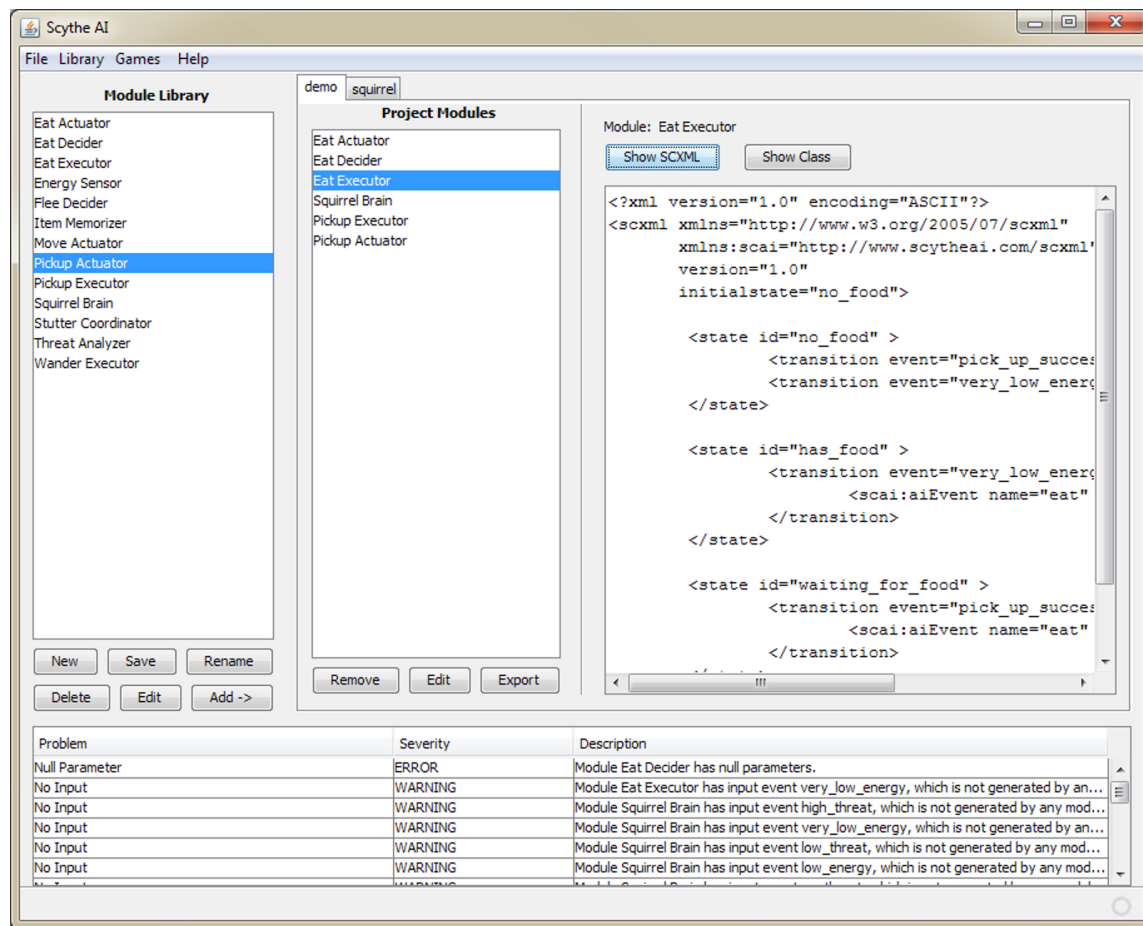 Scythe AI
File Library Games Help
Module Library
Eat Actuator
Eat Decider
Eat Executor
Energy Sensor
Flee Decider
Item Memorizer
Move Actuator
Pickup Actuator
Pickup Executor
Squirrel Brain
Stutter Coordinator
Threat Analyzer
Wander Executor
New Save Rename
Delete Edit Add ->
demo squirrel
Project Modules
Eat Actuator
Eat Decider
Eat Executor
Squirrel Brain
Pickup Executor
Pickup Actuator
Remove Edit Export
Module: Eat Executor
Show SCXML Show Class
<?xml version="1.0" encoding="ASCII"?>
<scxml xmlns="http://www.w3.org/2005/07/scxml"
xmlns:scai="http://www.scytheai.com/scxml"
version="1.0"
initialstate="no_food">
<state id="no_food" >
<transition event="pick_up_succes
<transition event="very_low_energ
</state>
<state id="has_food" >
<transition event="very_low_energ
<scai:aiEvent name="eat"
</transition>
</state>
<state id="waiting_for_food" >
<transition event="pick_up_succes
<scai:aiEvent name="eat"
</transition>
Problem Severity Description
Null Parameter ERROR Module Eat Decider has null parameters.
No Input WARNING Module Eat Executor has input event very_low_energy, which is not generated by an...
No Input WARNING Module Squirrel Brain has input event high_threat, which is not generated by any mod...
No Input WARNING Module Squirrel Brain has input event very_low_energy, which is not generated by an...
No Input WARNING Module Squirrel Brain has input event low_threat, which is not generated by any mod...
No Input WARNING Module Squirrel Brain has input event low_energy, which is not generated by any mod...